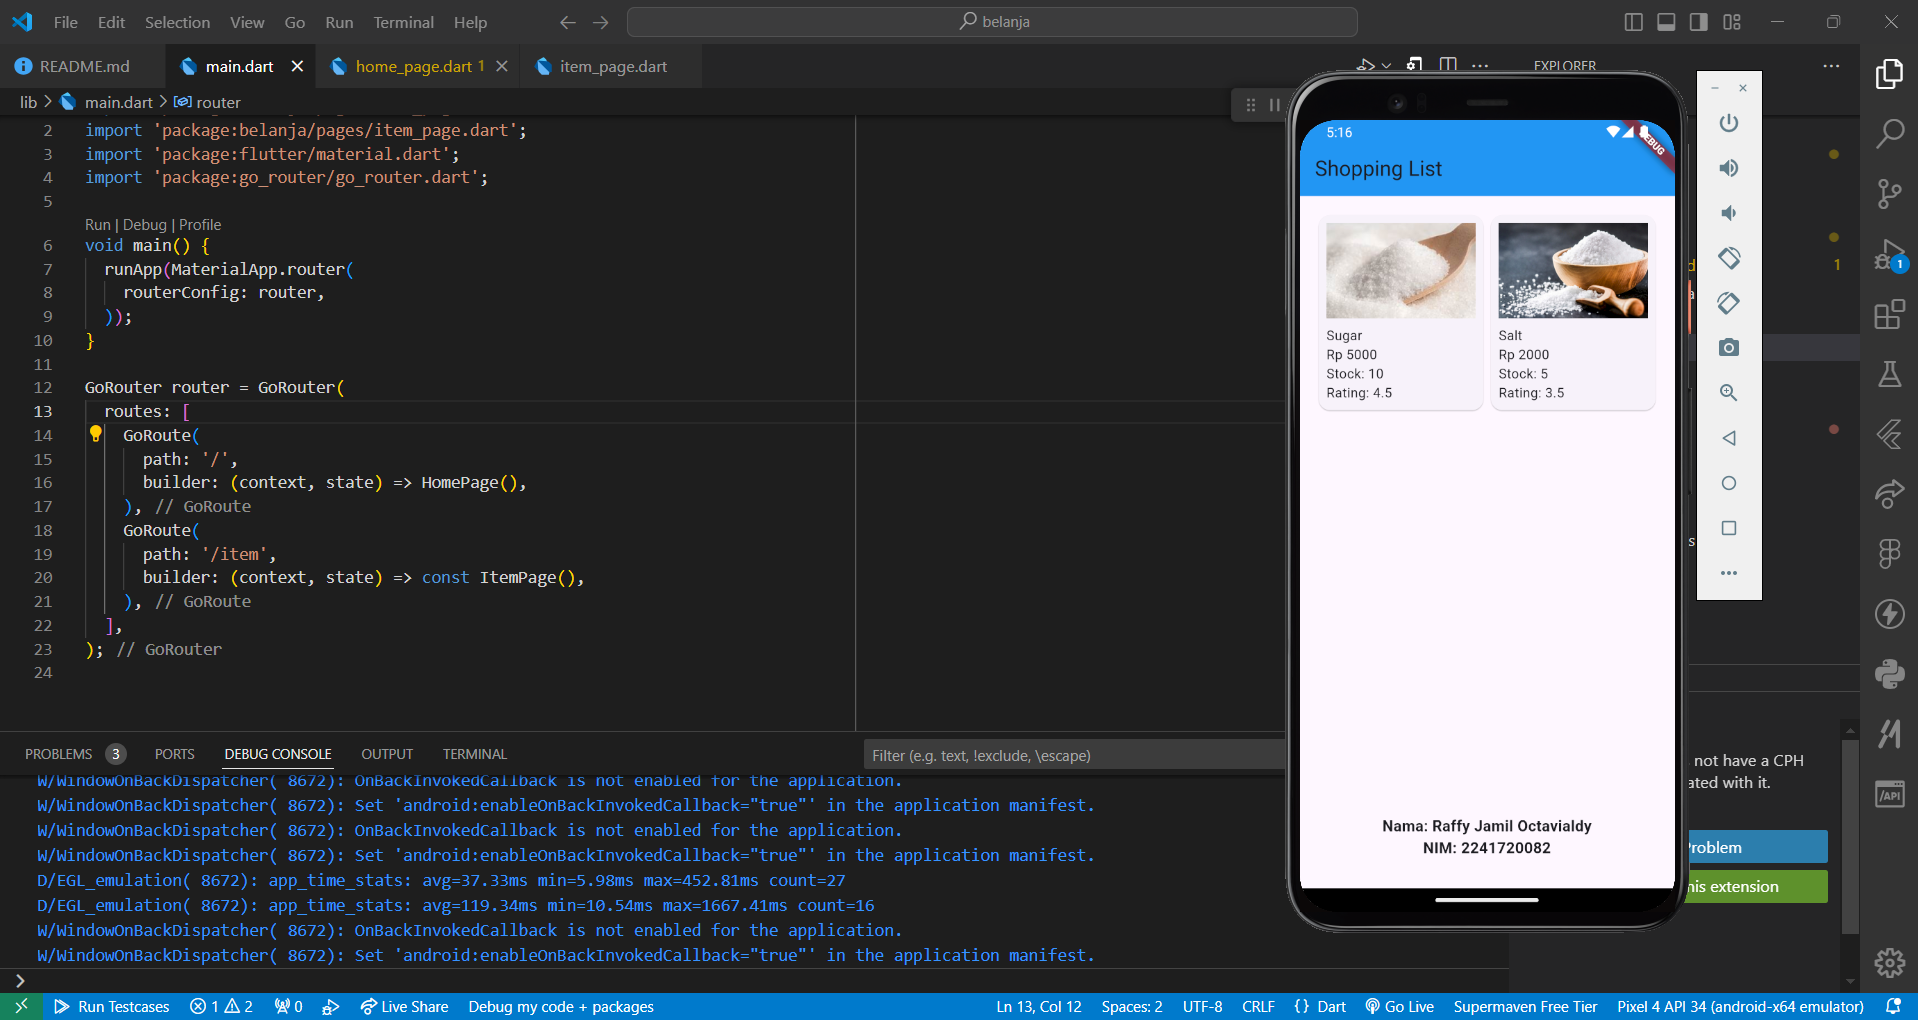 File Edit Selection View Go Run Terminal Help
belanja
README.md
main.dart
home_page.dart 1
item_page.dart
EXPLORER
lib > main.dart > router
2 import 'package:belanja/pages/item_page.dart';
3 import 'package:flutter/material.dart';
4 import 'package:go_router/go_router.dart';
5
Run | Debug | Profile
6 void main() {
7 runApp(MaterialApp.router(
8 routerConfig: router,
9 ));
10 }
11
12 GoRouter router = GoRouter(
13 routes: [
14 GoRoute(
15 path: '/',
16 builder: (context, state) => HomePage(),
17 ), // GoRoute
18 GoRoute(
19 path: '/item',
20 builder: (context, state) => const ItemPage(),
21 ), // GoRoute
22 ],
23 ); // GoRouter
24
PROBLEMS 3 PORTS DEBUG CONSOLE OUTPUT TERMINAL
Filter (e.g. text, !exclude, \escape)
W/WindowOnBackDispatcher( 8672): OnBackInvokedCallback is not enabled for the application.
W/WindowOnBackDispatcher( 8672): Set 'android:enableOnBackInvokedCallback="true"' in the application manifest.
W/WindowOnBackDispatcher( 8672): OnBackInvokedCallback is not enabled for the application.
W/WindowOnBackDispatcher( 8672): Set 'android:enableOnBackInvokedCallback="true"' in the application manifest.
D/EGL_emulation( 8672): app_time_stats: avg=37.33ms min=5.98ms max=452.81ms count=27
D/EGL_emulation( 8672): app_time_stats: avg=119.34ms min=10.54ms max=1667.41ms count=16
W/WindowOnBackDispatcher( 8672): OnBackInvokedCallback is not enabled for the application.
W/WindowOnBackDispatcher( 8672): Set 'android:enableOnBackInvokedCallback="true"' in the application manifest.
>
5:16
Shopping List
Sugar
Rp 5000
Stock: 10
Rating: 4.5
Salt
Rp 2000
Stock: 5
Rating: 3.5
Nama: Raffy Jamil Octavialdy
NIM: 2241720082
1
1
not have a CPH
ated with it.
Problem
his extension
/API
Run Testcases 1 2 0 Live Share Debug my code + packages
Ln 13, Col 12 Spaces: 2 UTF-8 CRLF {} Dart Go Live Supermaven Free Tier Pixel 4 API 34 (android-x64 emulator)